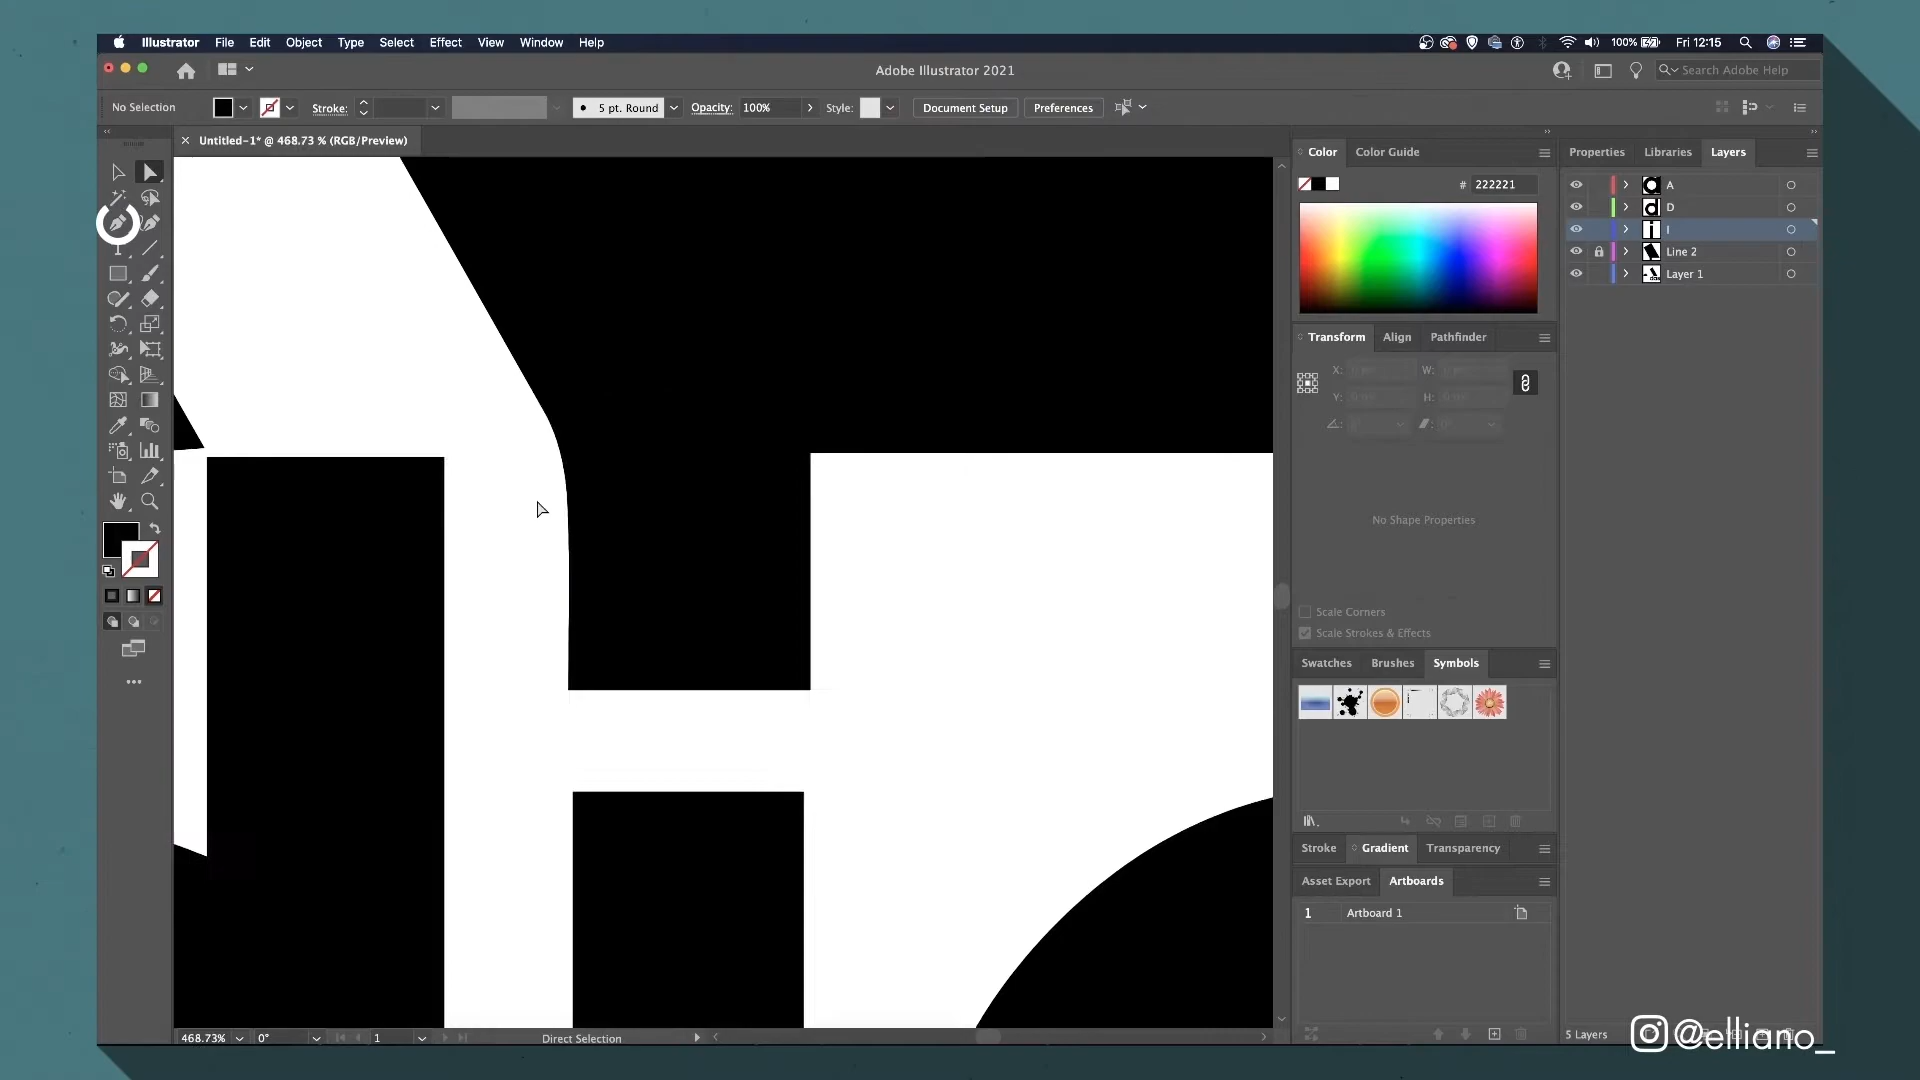 Illustrator File Edit Object Type Select Effect View Window Help 100% Fri 12:15
Adobe Illustrator 2021 Search Adobe Help
No Selection Stroke: 5 pt. Round Opacity: 100% Style: Document Setup Preferences
Untitled-1* @ 468.73 % (RGB/Preview)
Color Color Guide
# 222221
Transform Align Pathfinder
X: W:
Y: H:
No Shape Properties
Scale Corners
Scale Strokes & Effects
Swatches Brushes Symbols
Stroke Gradient Transparency
Asset Export Artboards
1 Artboard 1
Properties Libraries Layers
A
D
I
Line 2
Layer 1
5 Layers
468.73% 0° 1 Direct Selection
@elliano_